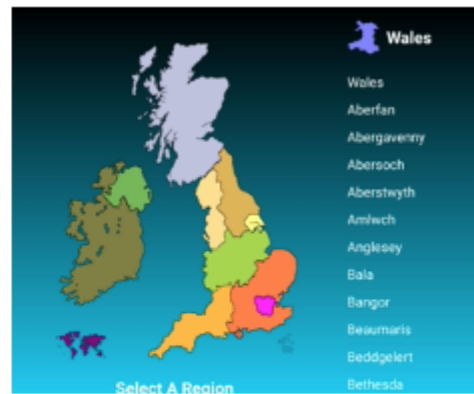 Wales
Wales
Aberfan
Abergavenny
Abersoch
Aberstwyth
Amlwch
Anglesey
Bala
Bangor
Beaumaris
Beddgelert
Bethesda
Select A Region